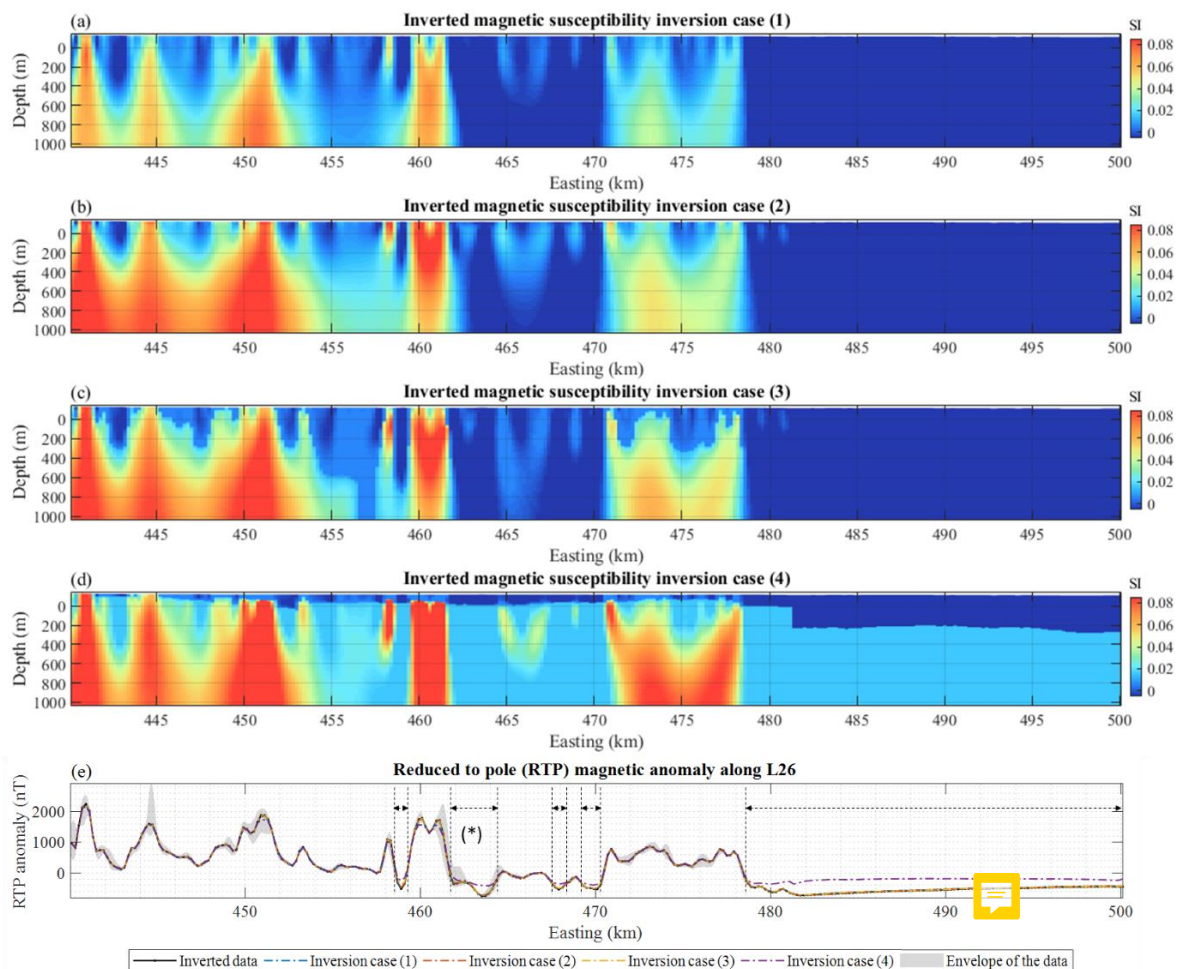 (a) Inverted magnetic susceptibility inversion case (1)
SI
Depth (m)
0
200
400
600
800
1000
0.08
0.06
0.04
0.02
0
445 450 455 460 465 470 475 480 485 490 495 500
Easting (km)
(b) Inverted magnetic susceptibility inversion case (2)
SI
Depth (m)
0
200
400
600
800
1000
0.08
0.06
0.04
0.02
0
445 450 455 460 465 470 475 480 485 490 495 500
Easting (km)
(c) Inverted magnetic susceptibility inversion case (3)
SI
Depth (m)
0
200
400
600
800
1000
0.08
0.06
0.04
0.02
0
445 450 455 460 465 470 475 480 485 490 495 500
Easting (km)
(d) Inverted magnetic susceptibility inversion case (4)
SI
Depth (m)
0
200
400
600
800
1000
0.08
0.06
0.04
0.02
0
445 450 455 460 465 470 475 480 485 490 495 500
Easting (km)
(e) Reduced to pole (RTP) magnetic anomaly along L26
RTP anomaly (nT)
2000
1000
0
(*)
450 460 470 480 490 500
Easting (km)
Inverted data Inversion case (1) Inversion case (2) Inversion case (3) Inversion case (4) Envelope of the data